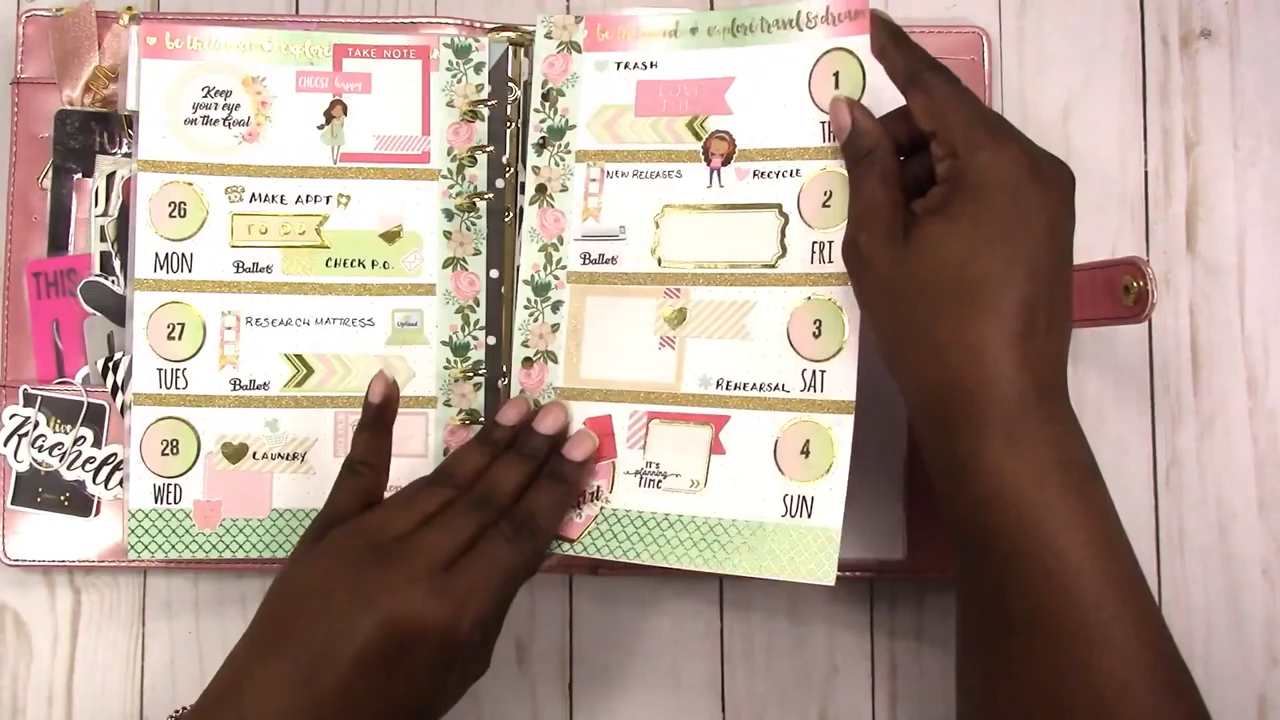 be
explore
TAKE NOTE
Keep
your eye
on the Goal
CHOOSE happy
26
MON
MAKE APPT
TO DO
Ballet
CHECK P.O.
27
TUES
RESEARCH MATTRESS
Upload
Ballet
28
WED
LAUNDRY
THIS
Rachelle
explore travel & dream
TRASH
1
TH
NEW RELEASES
RECYCLE
2
FRI
Ballet
3
SAT
REHEARSAL
IT'S
planning
TIME
4
SUN